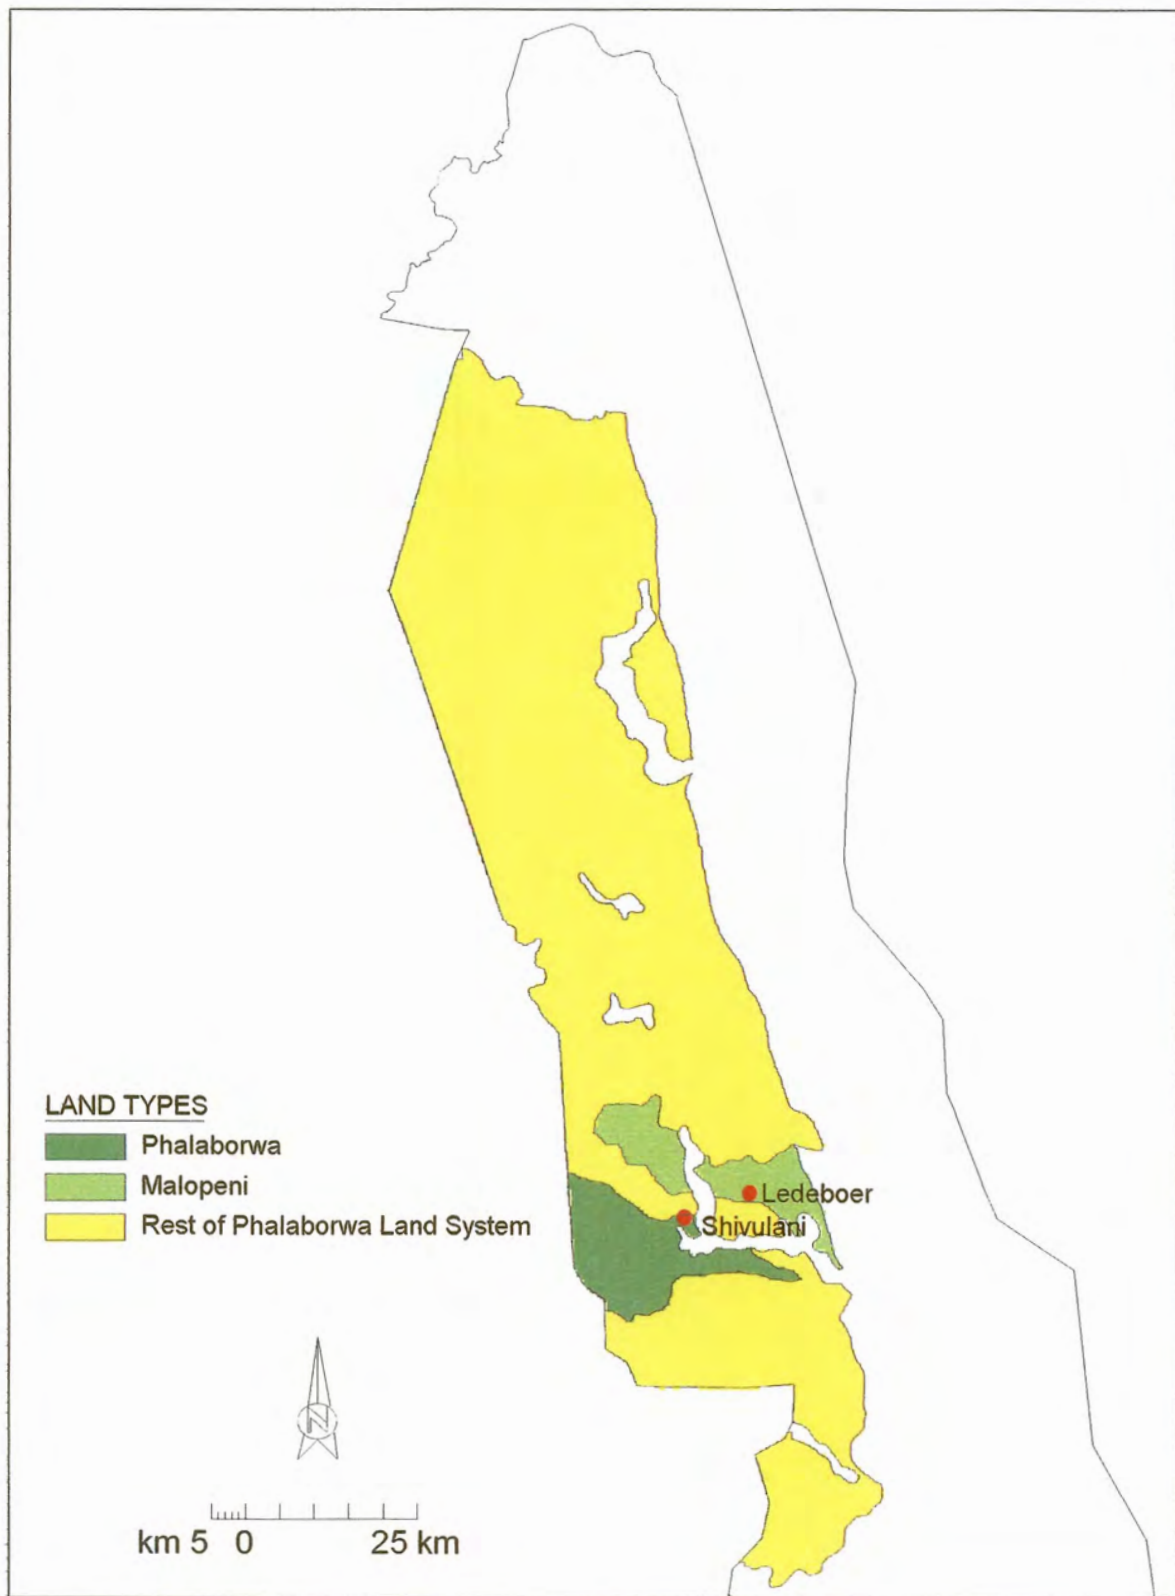 LAND TYPES
Phalaborwa
Malopeni
Rest of Phalaborwa Land System
Ledeboer
Shivulani
N
km 5 0 25 km